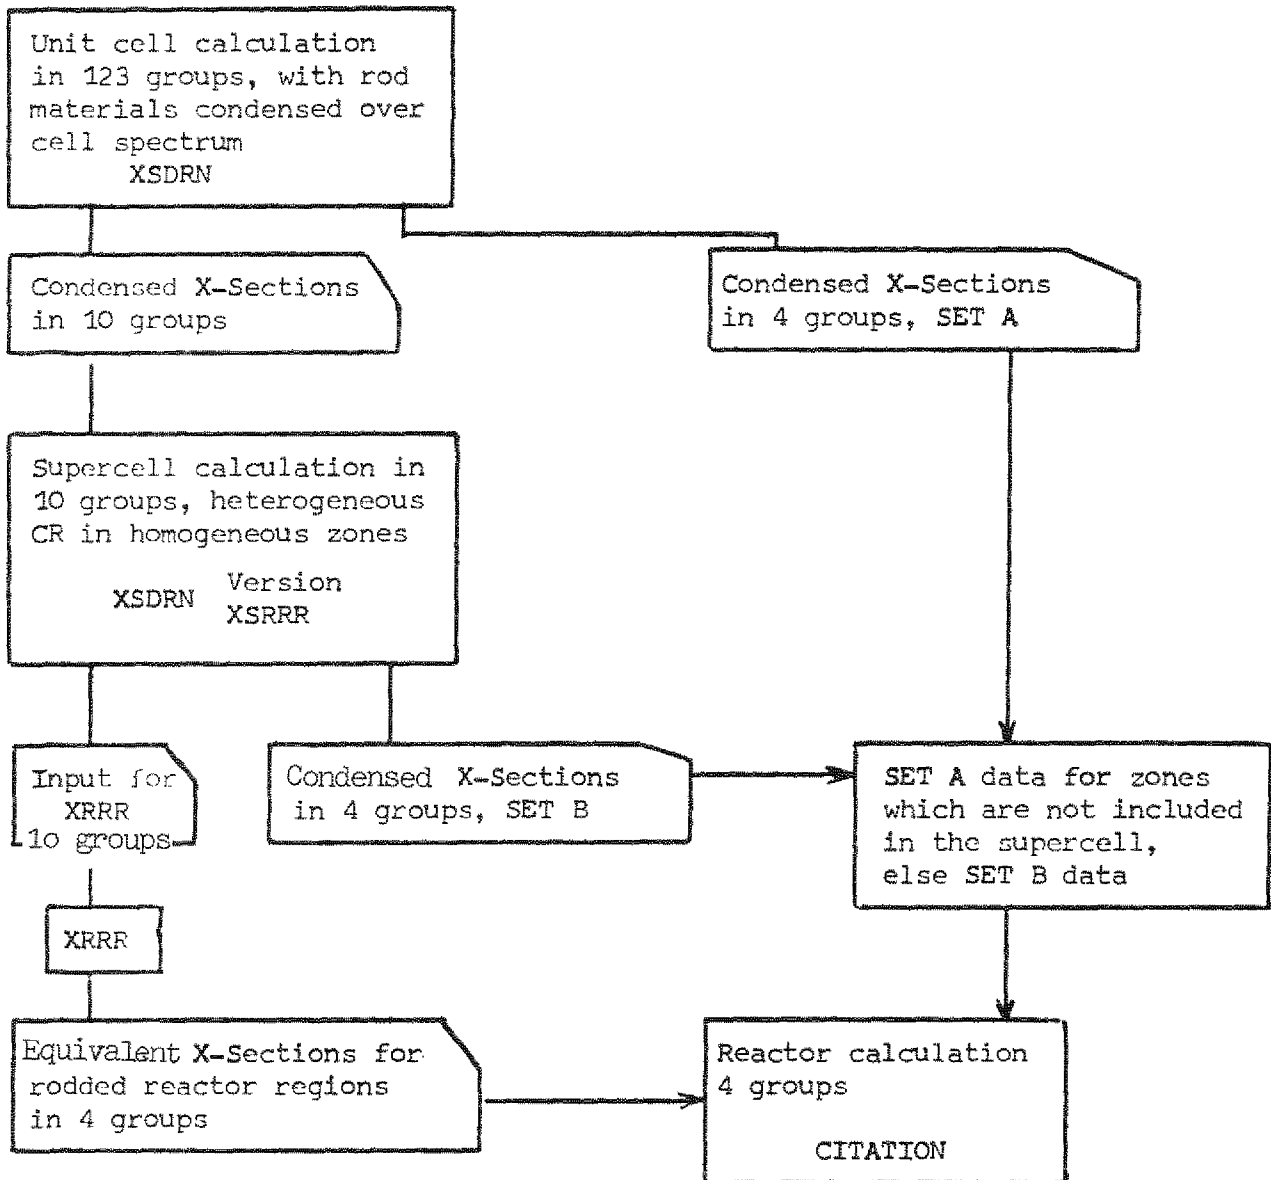 Unit cell calculation
in 123 groups, with rod
materials condensed over
cell spectrum
XSDRN
Condensed X-Sections
in 10 groups
Condensed X-Sections
in 4 groups, SET A
Supercell calculation in
10 groups, heterogeneous
CR in homogeneous zones
XSDRN Version
XSRRR
Input for
XRRR
10 groups
Condensed X-Sections
in 4 groups, SET B
SET A data for zones
which are not included
in the supercell,
else SET B data
XRRR
Equivalent X-Sections for
rodded reactor regions
in 4 groups
Reactor calculation
4 groups
CITATION